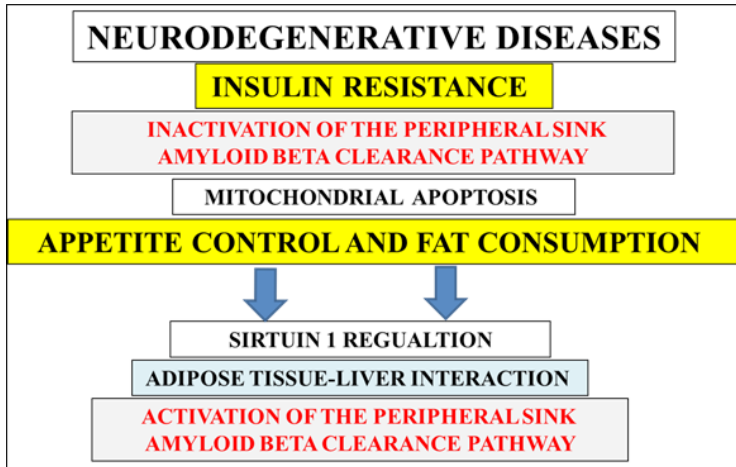 NEURODEGENERATIVE DISEASES
INSULIN RESISTANCE
INACTIVATION OF THE PERIPHERAL SINK
AMYLOID BETA CLEARANCE PATHWAY
MITOCHONDRIAL APOPTOSIS
APPETITE CONTROL AND FAT CONSUMPTION
SIRTUIN 1 REGUALTION
ADIPOSE TISSUE-LIVER INTERACTION
ACTIVATION OF THE PERIPHERAL SINK
AMYLOID BETA CLEARANCE PATHWAY